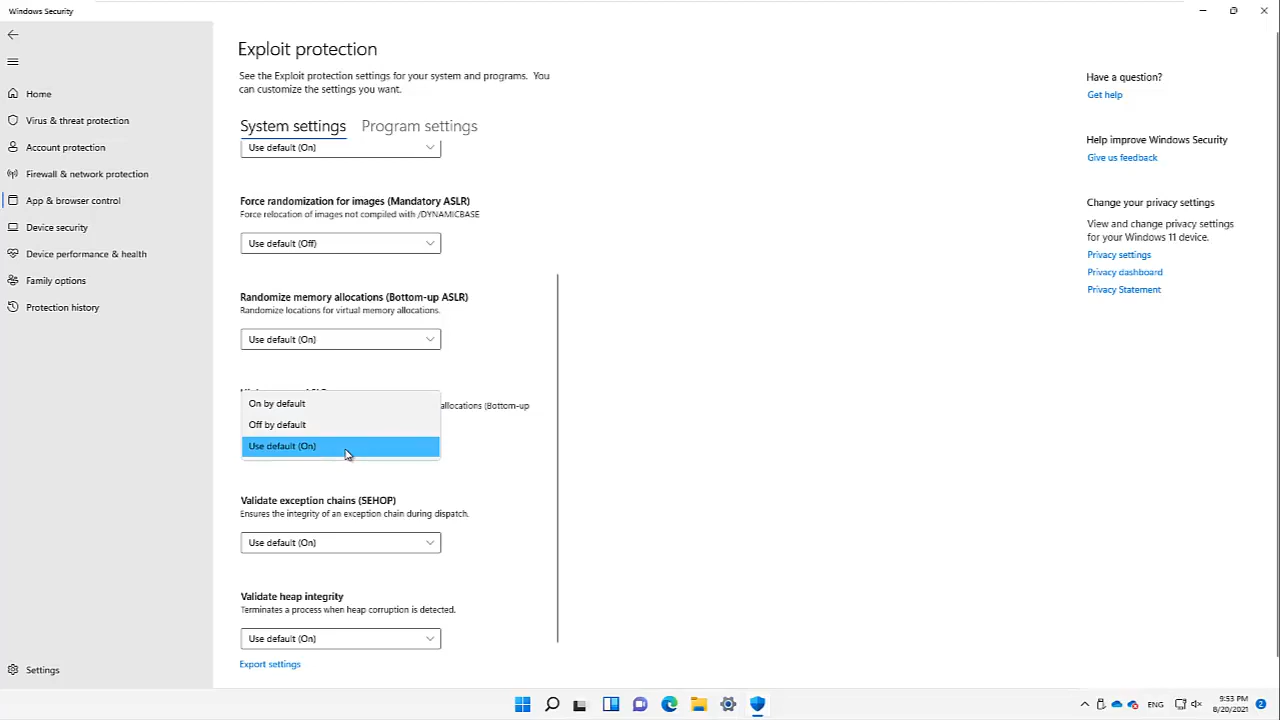 Windows Security
Home
Virus & threat protection
Account protection
Firewall & network protection
App & browser control
Device security
Device performance & health
Family options
Protection history
Settings
Exploit protection
See the Exploit protection settings for your system and programs. You
can customize the settings you want.
System settings
Program settings
Use default (On)
Force randomization for images (Mandatory ASLR)
Force relocation of images not compiled with /DYNAMICBASE
Use default (Off)
Randomize memory allocations (Bottom-up ASLR)
Randomize locations for virtual memory allocations.
Use default (On)
allocations (Bottom-up
On by default
Off by default
Use default (On)
Validate exception chains (SEHOP)
Ensures the integrity of an exception chain during dispatch.
Use default (On)
Validate heap integrity
Terminates a process when heap corruption is detected.
Use default (On)
Export settings
Have a question?
Get help
Help improve Windows Security
Give us feedback
Change your privacy settings
View and change privacy settings
for your Windows 11 device.
Privacy settings
Privacy dashboard
Privacy Statement
ENG
9:53 PM
8/20/2021
2